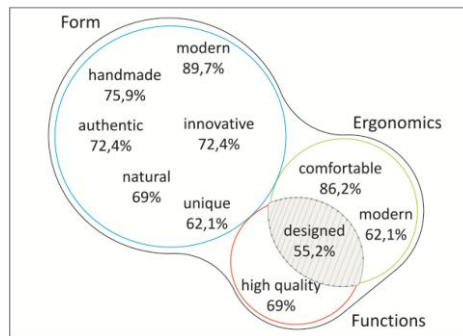 Form
modern
89,7%
handmade
75,9%
authentic
72,4%
innovative
72,4%
natural
69%
unique
62,1%
Ergonomics
comfortable
86,2%
modern
62,1%
designed
55,2%
high quality
69%
Functions